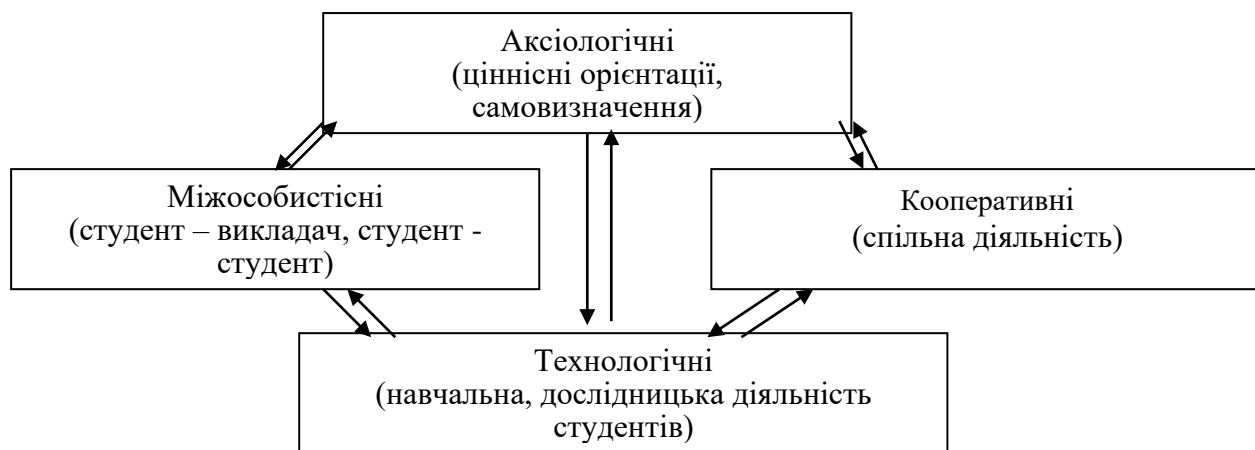 Аксіологічні
(ціннісні орієнтації,
самовизначення)
Міжособистісні
(студент – викладач, студент -
студент)
Кооперативні
(спільна діяльність)
Технологічні
(навчальна, дослідницька діяльність
студентів)